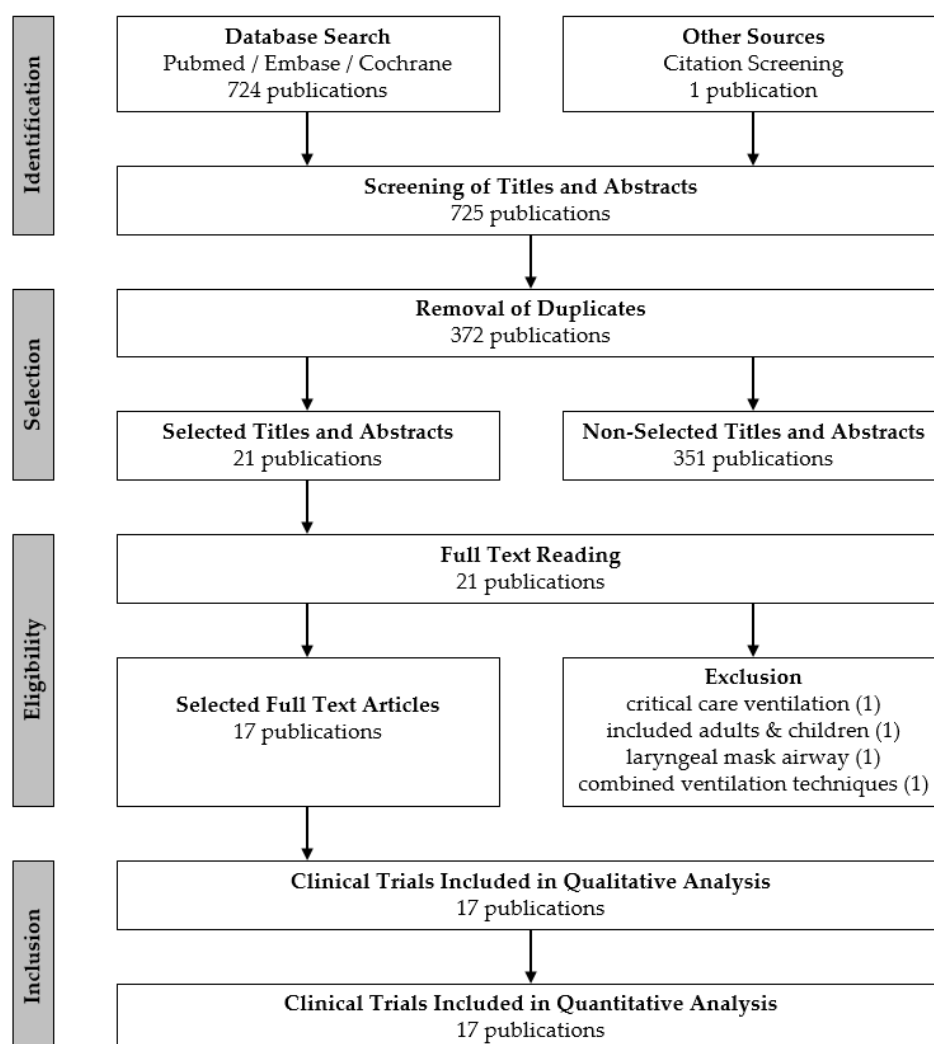 Identification
Database Search
Pubmed / Embase / Cochrane
724 publications
Other Sources
Citation Screening
1 publication
Screening of Titles and Abstracts
725 publications
Selection
Removal of Duplicates
372 publications
Selected Titles and Abstracts
21 publications
Non-Selected Titles and Abstracts
351 publications
Eligibility
Full Text Reading
21 publications
Selected Full Text Articles
17 publications
Exclusion
critical care ventilation (1)
included adults & children (1)
laryngeal mask airway (1)
combined ventilation techniques (1)
Inclusion
Clinical Trials Included in Qualitative Analysis
17 publications
Clinical Trials Included in Quantitative Analysis
17 publications